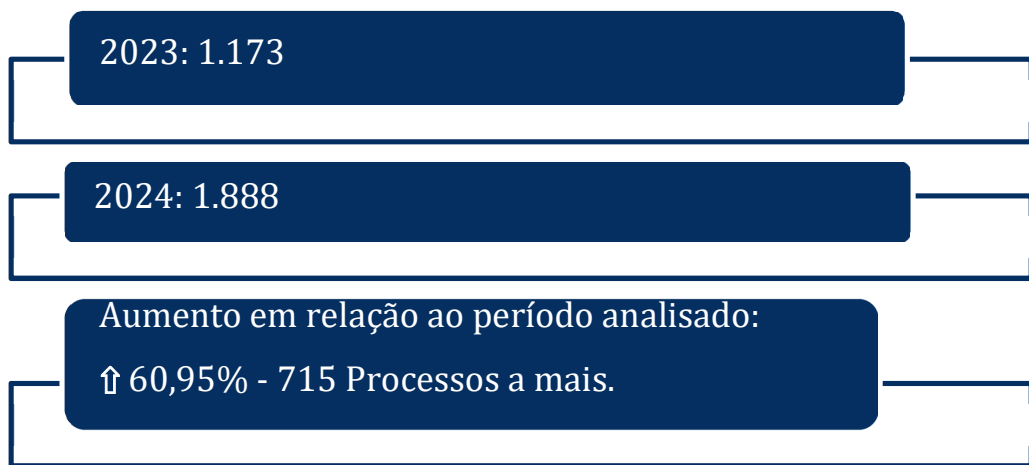 2023: 1.173
2024: 1.888
Aumento em relação ao período analisado:
⇧ 60,95% - 715 Processos a mais.